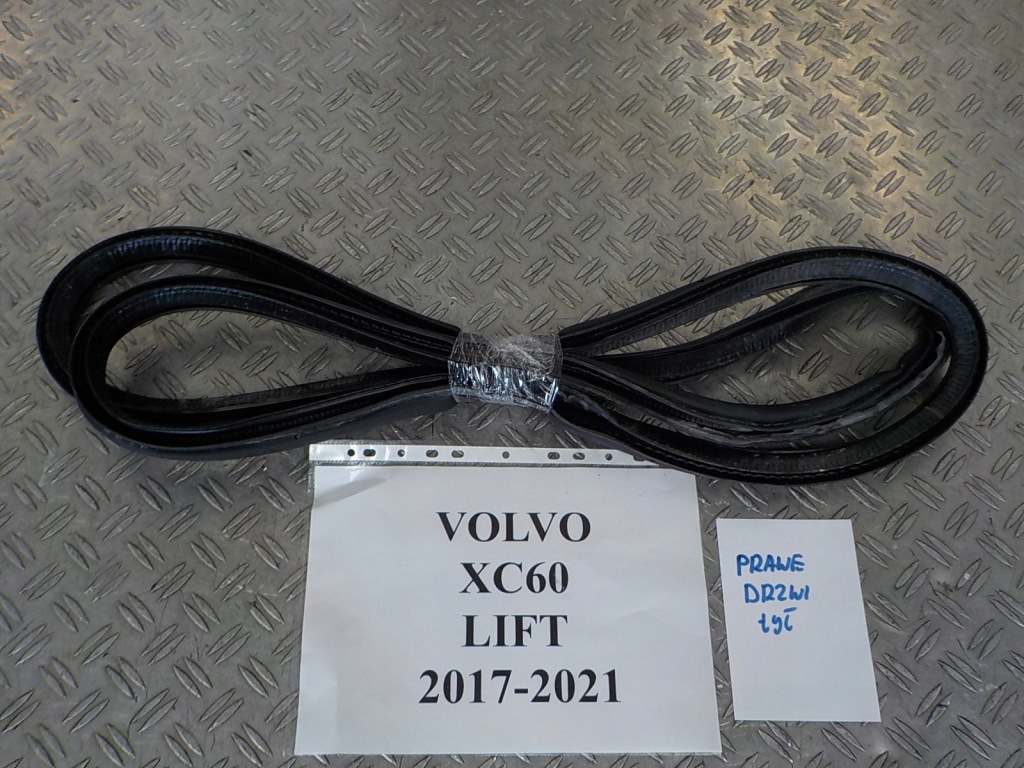 VOLVO
XC60
LIFT
2017-2021
PRAWE
DRZWI
tył